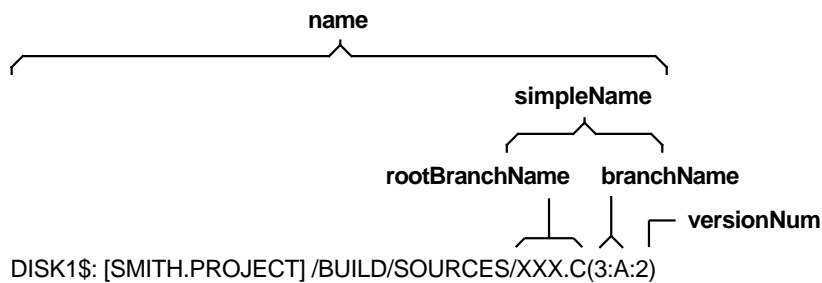 name
simpleName
rootBranchName branchName
versionNum
DISK1$: [SMITH.PROJECT] /BUILD/SOURCES/XXX.C(3:A:2)